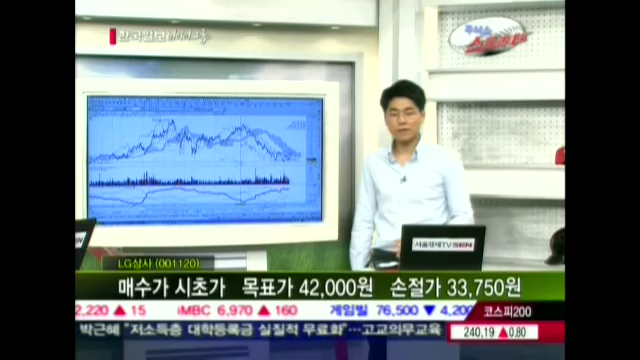 LG상사 (001120)
매수가 시초가 목표가 42,000원 손절가 33,750원
서울경제TV SEN
2,220 ▲ 15 iMBC 6,970 ▲ 160 게임빌 76,500 ▼ 4,200
코스피200
박근혜 "저소득층 대학등록금 실질적 무료화"…고교의무교육
240.19 ▲0.80